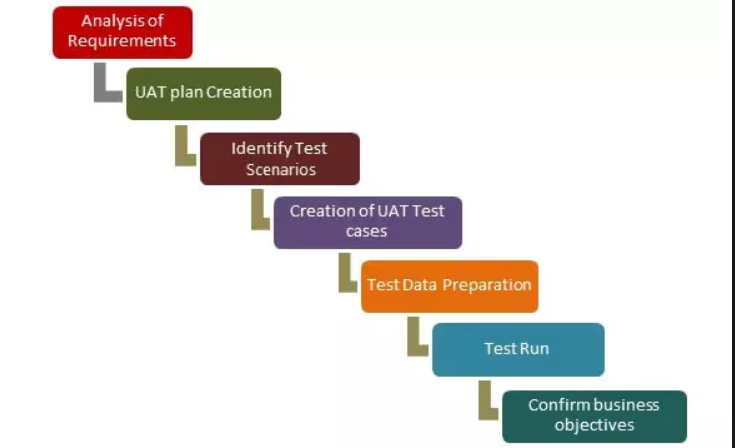 Analysis of
Requirements
UAT plan Creation
Identify Test
Scenarios
Creation of UAT Test
cases
Test Data Preparation
Test Run
Confirm business
objectives